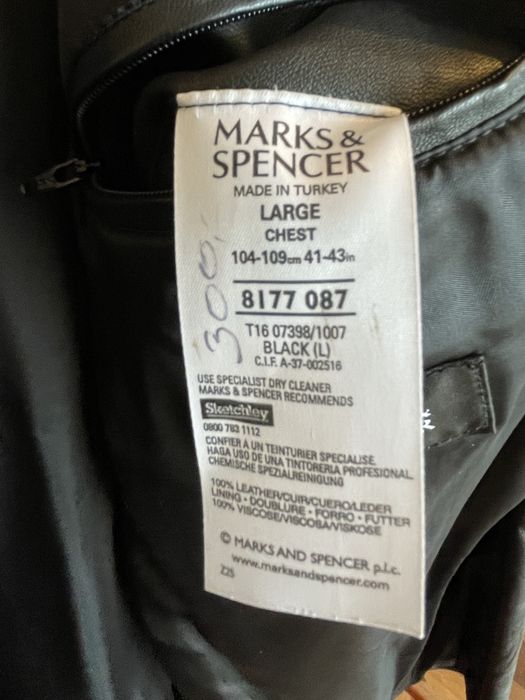 MARKS &
SPENCER
MADE IN TURKEY
LARGE
CHEST
104-109cm 41-43in
8177 087
T16 07398/1007
BLACK (L)
C.I.F. A-37-002516
300,
USE SPECIALIST DRY CLEANER
MARKS & SPENCER RECOMMENDS
Sketchley
0800 783 1112
CONFIER À UN TEINTURIER SPECIALISE
HAGA USO DE UNA TINTORERIA PROFESIONAL
CHEMISCHE SPEZIALREINIGUNG
100% LEATHER/CUIR/CUERO/LEDER
LINING • DOUBLURE • FORRO • FUTTER
100% VISCOSE/VISCOSA/VISKOSE
© MARKS AND SPENCER p.l.c.
www.marksandspencer.com
Z25